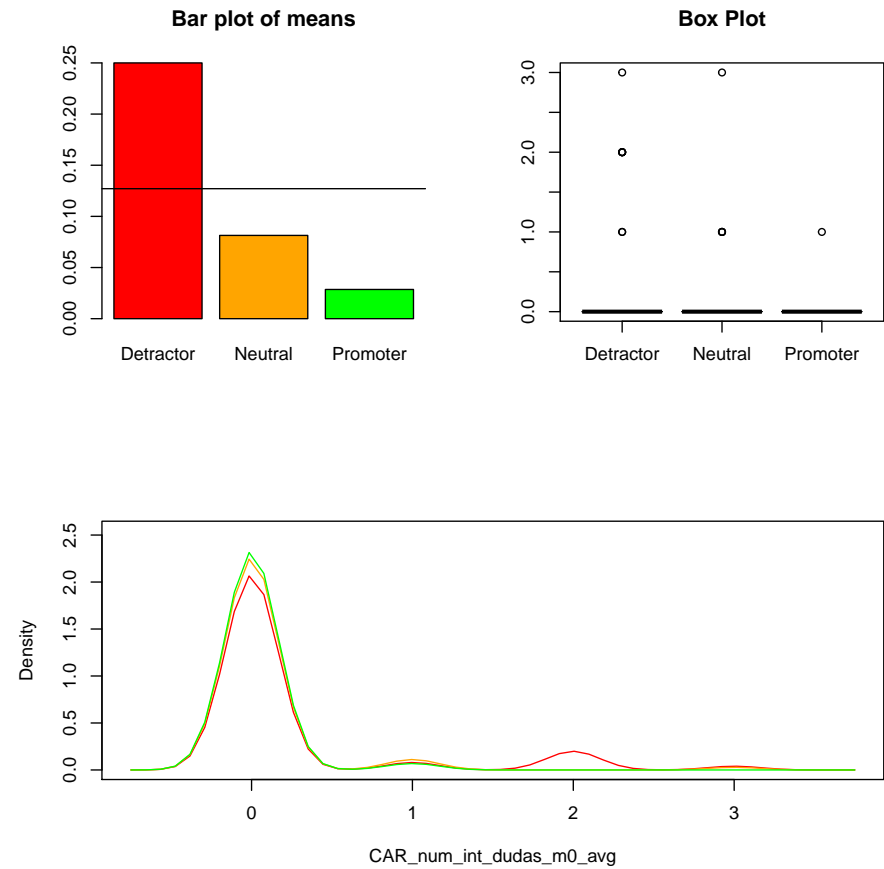 Bar plot of means
0.25
0.20
0.15
0.10
0.05
0.00
Detractor Neutral Promoter
Box Plot
3.0
2.0
1.0
0.0
Detractor Neutral Promoter
Density
2.5
2.0
1.5
1.0
0.5
0.0
0 1 2 3
CAR_num_int_dudas_m0_avg